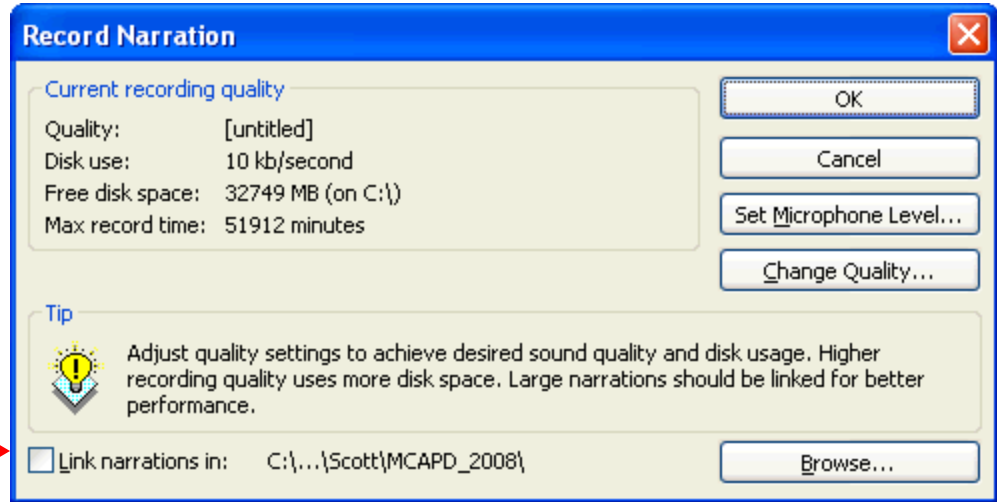 Record Narration
Current recording quality
Quality: [untitled]
Disk use: 10 kb/second
Free disk space: 32749 MB (on C:\)
Max record time: 51912 minutes
OK
Cancel
Set Microphone Level...
Change Quality...
Tip
Adjust quality settings to achieve desired sound quality and disk usage. Higher
recording quality uses more disk space. Large narrations should be linked for better
performance.
Link narrations in: C:\...\Scott\MCAPD_2008\
Browse...